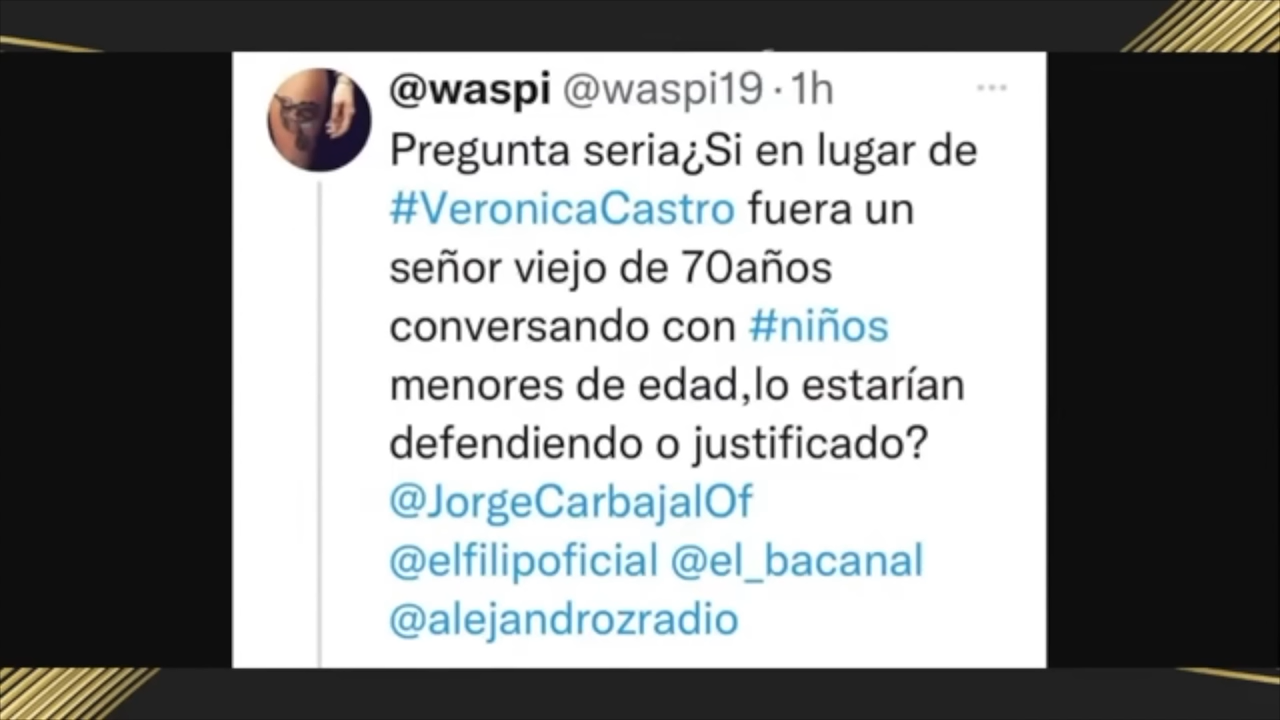 @waspi @waspi19 · 1h
Pregunta seria¿Si en lugar de
#VeronicaCastro fuera un
señor viejo de 70años
conversando con #niños
menores de edad,lo estarían
defendiendo o justificado?
@JorgeCarbajalOf
@elfilipoficial @el_bacanal
@alejandrozradio